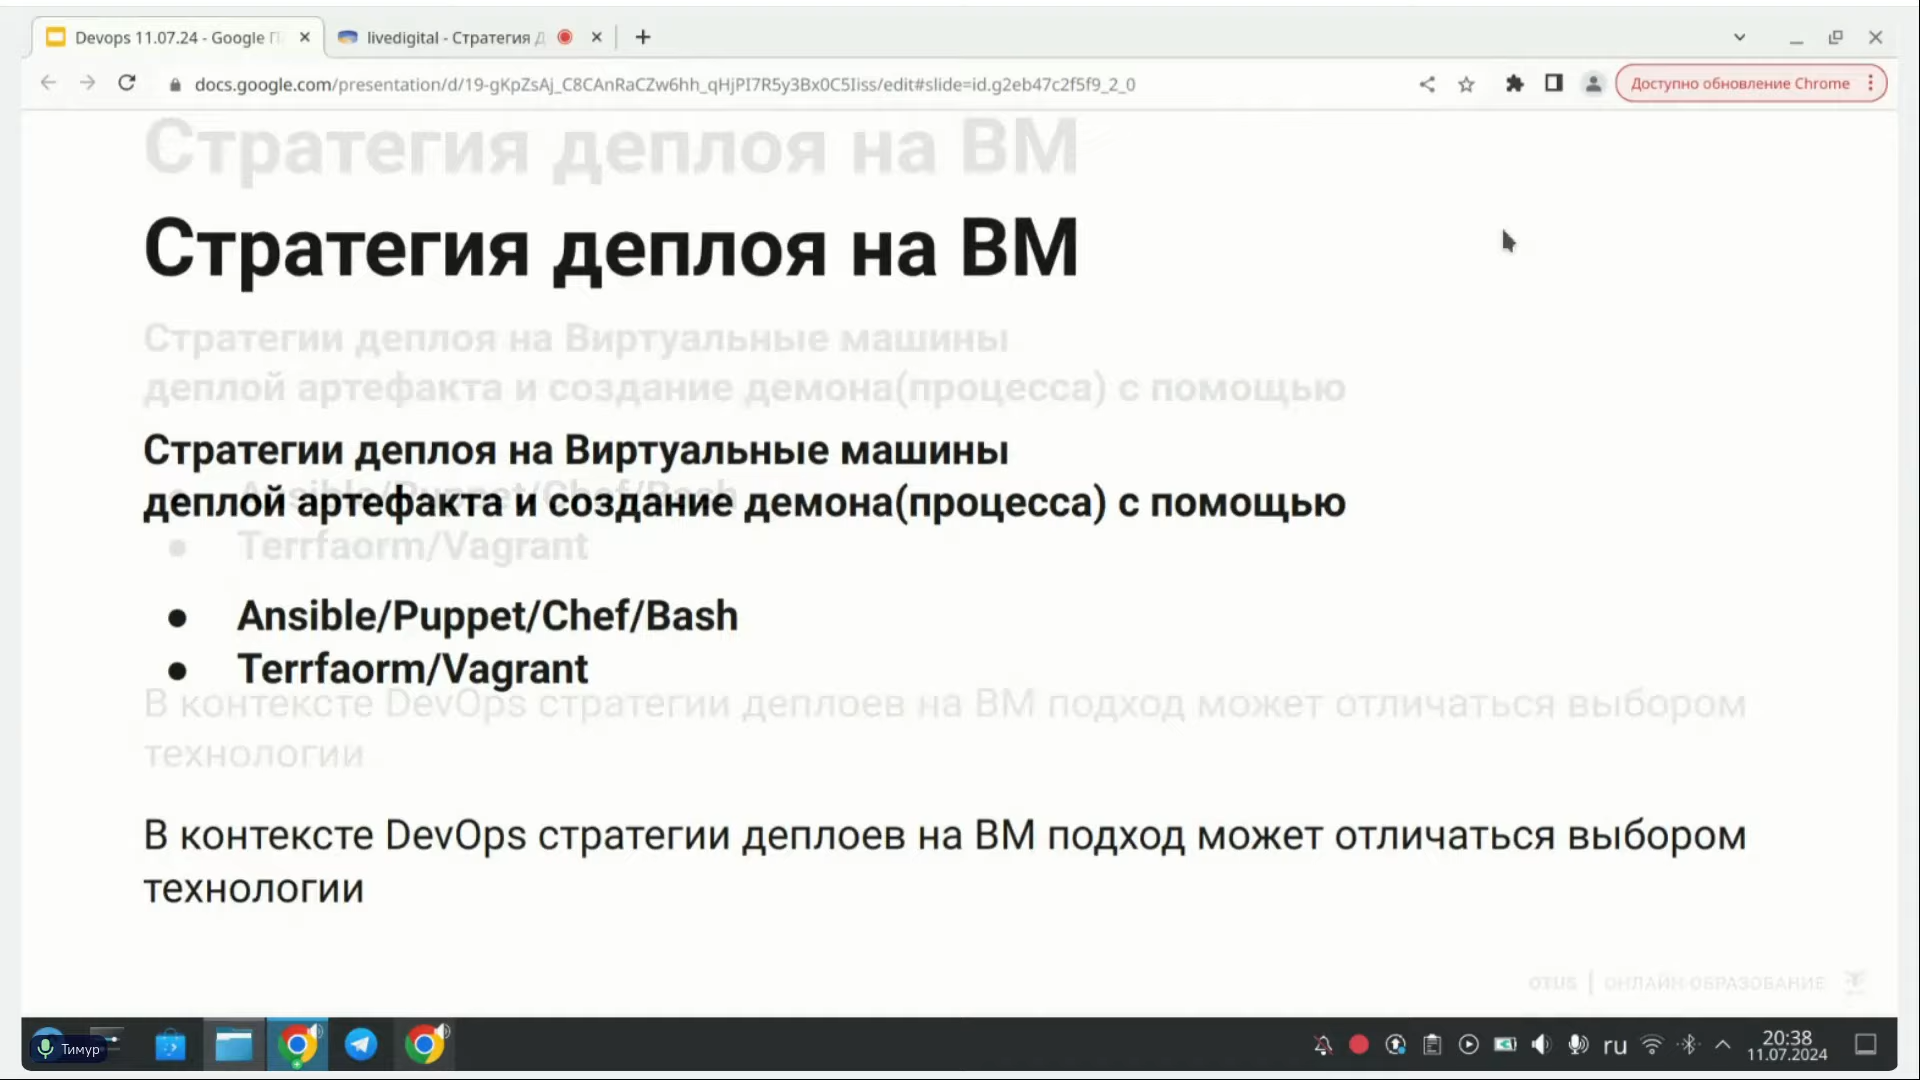 Devops 11.07.24 - Google П
livedigital - Стратегия Д
docs.google.com/presentation/d/19-gKpZsAj_C8CAnRaCZw6hh_qHjPI7R5y3Bx0C5Iiss/edit#slide=id.g2eb47c2f5f9_2_0
Доступно обновление Chrome
Стратегия деплоя на ВМ
Стратегия деплоя на ВМ
Стратегии деплоя на Виртуальные машины
деплой артефакта и создание демона(процесса) с помощью
Стратегии деплоя на Виртуальные машины
Ansible/Puppet/Chef/Bash
деплой артефакта и создание демона(процесса) с помощью
● Terrfaorm/Vagrant
● Ansible/Puppet/Chef/Bash
● Terrfaorm/Vagrant
В контексте DevOps стратегии деплоев на ВМ подход может отличаться выбором
технологии
В контексте DevOps стратегии деплоев на ВМ подход может отличаться выбором
технологии
OTUS | ОНЛАЙН-ОБРАЗОВАНИЕ
Тимур
ru
20:38
11.07.2024